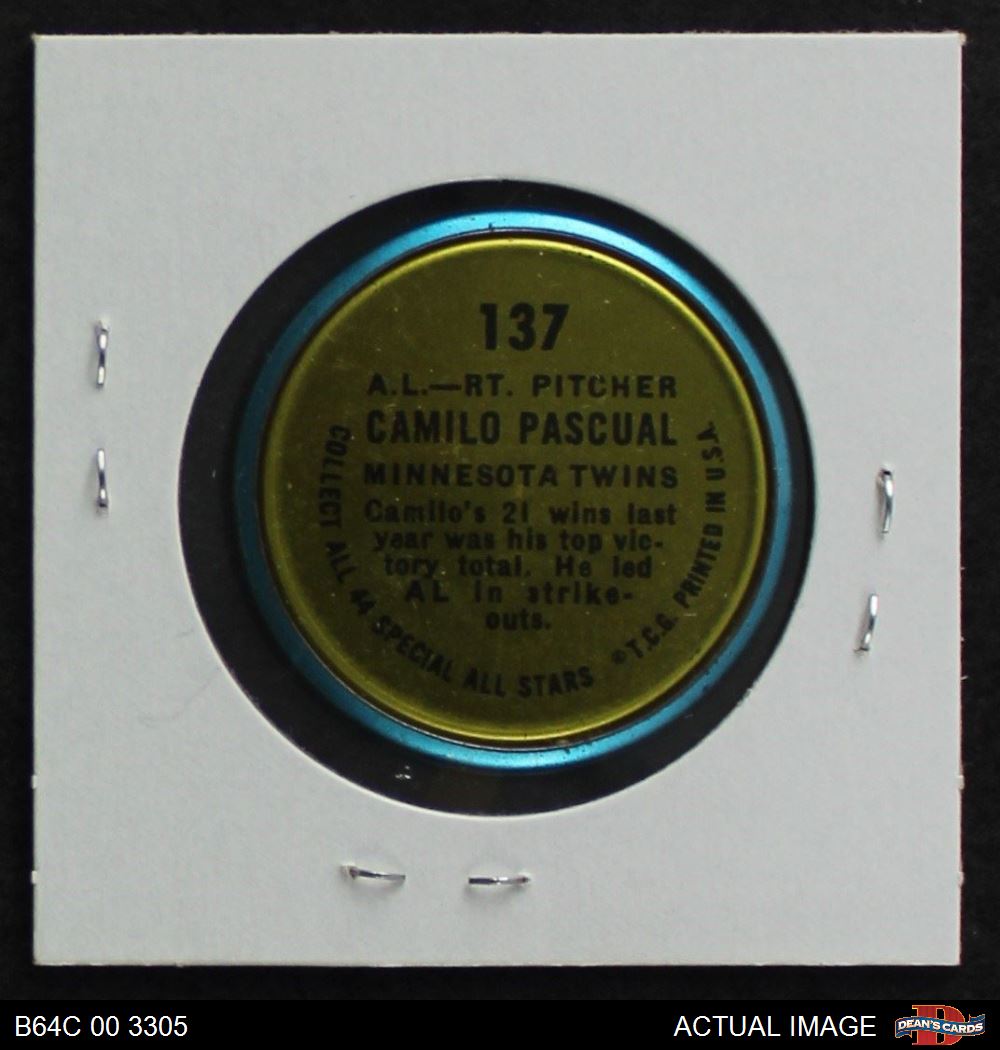 137
A.L.—RT. PITCHER
CAMILO PASCUAL
MINNESOTA TWINS
Camilo's 21 wins last
year was his top vic-
tory total. He led
AL in strike-
outs.
COLLECT ALL 44 SPECIAL ALL STARS ©T.C.G. PRINTED IN U.S.A.
B64C 00 3305
ACTUAL IMAGE
DEAN'S CARDS